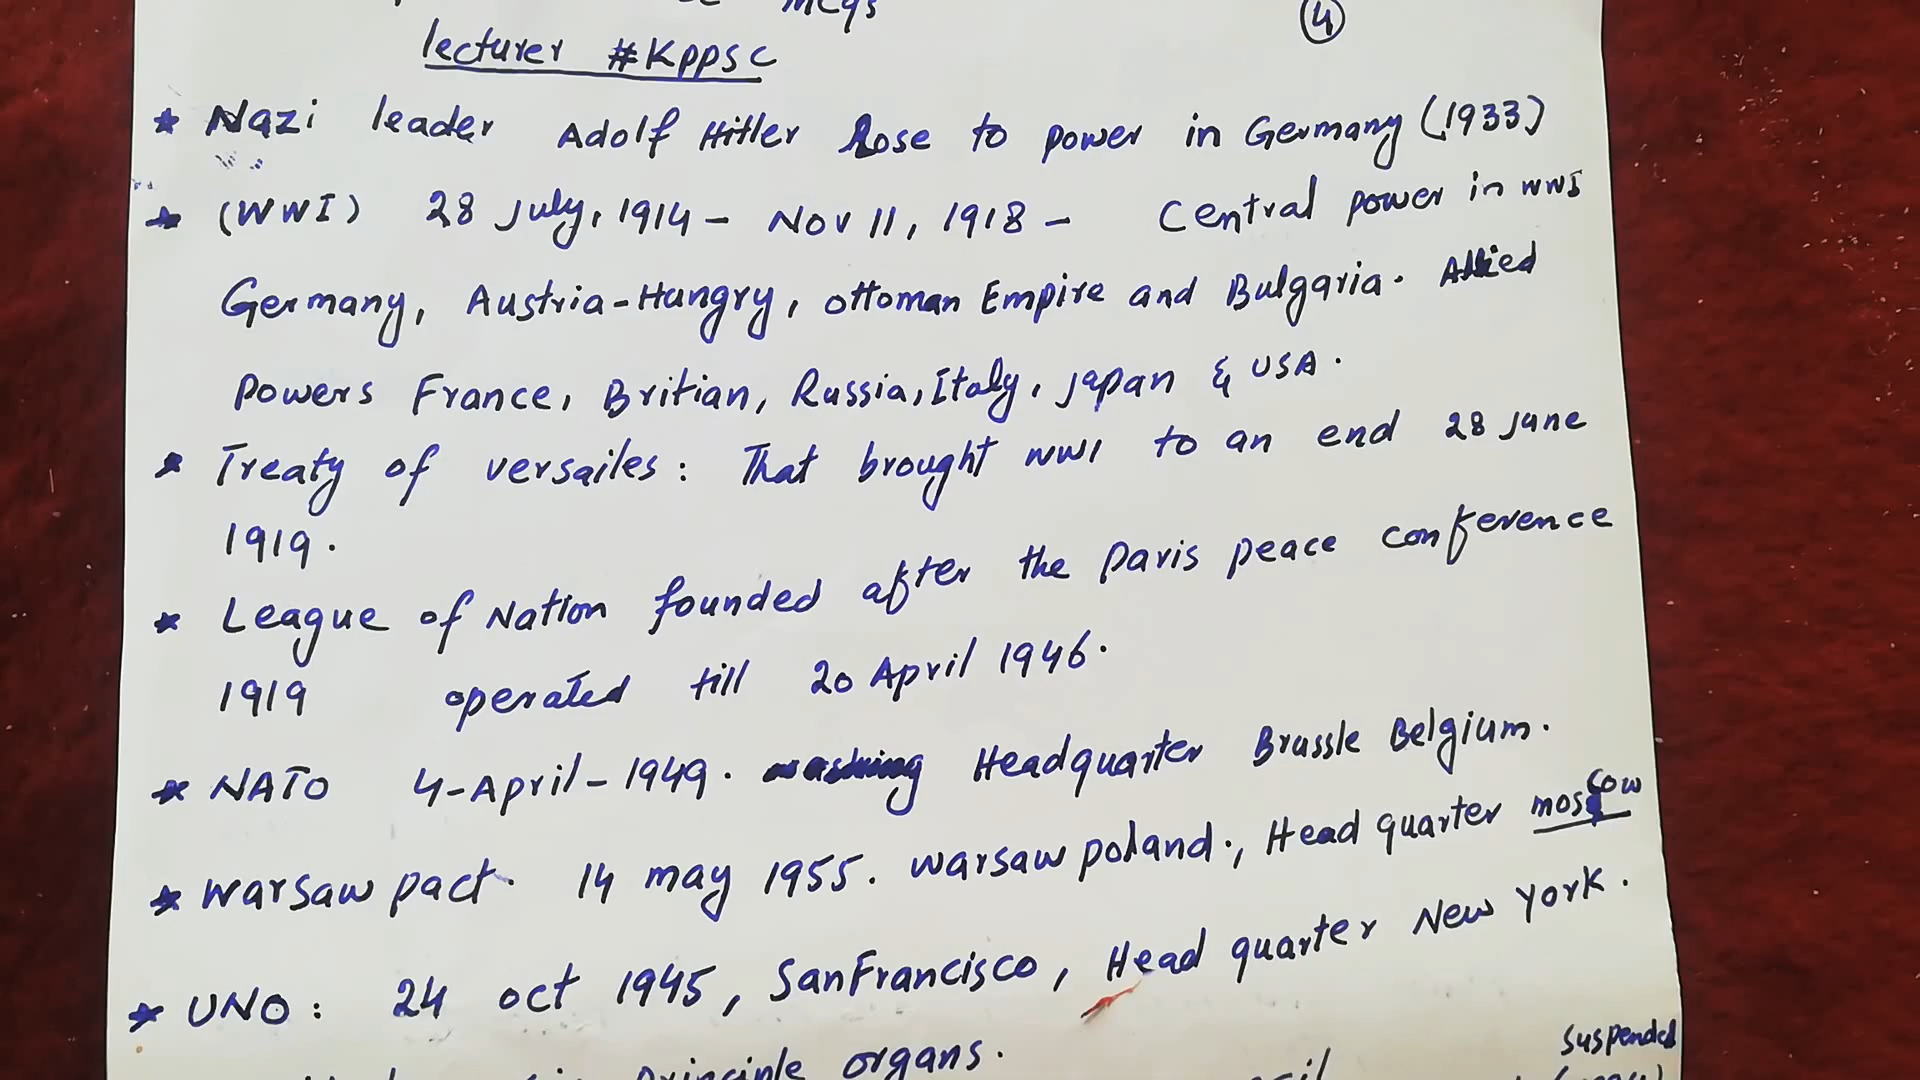 MCQs
4
lecturer #Kppsc
* Nazi leader Adolf Hitler Rose to power in Germany (1933)
* (WWI) 28 July, 1914 - Nov 11, 1918 - Central power in WWI
Germany, Austria-Hungry, Ottoman Empire and Bulgaria. Allied
Powers France, Britian, Russia, Italy, Japan & USA.
* Treaty of versailes: That brought WWI to an end 28 June
1919.
* League of Nation founded after the Paris peace conference
1919 operated till 20 April 1946.
* NATO 4-April-1949. Headquarter Brussle Belgium.
* Warsaw pact. 14 may 1955. Warsaw poland., Head quarter moscow
* UNO: 24 oct 1945, SanFrancisco, Head quarter New York.
suspended
Principle organs.